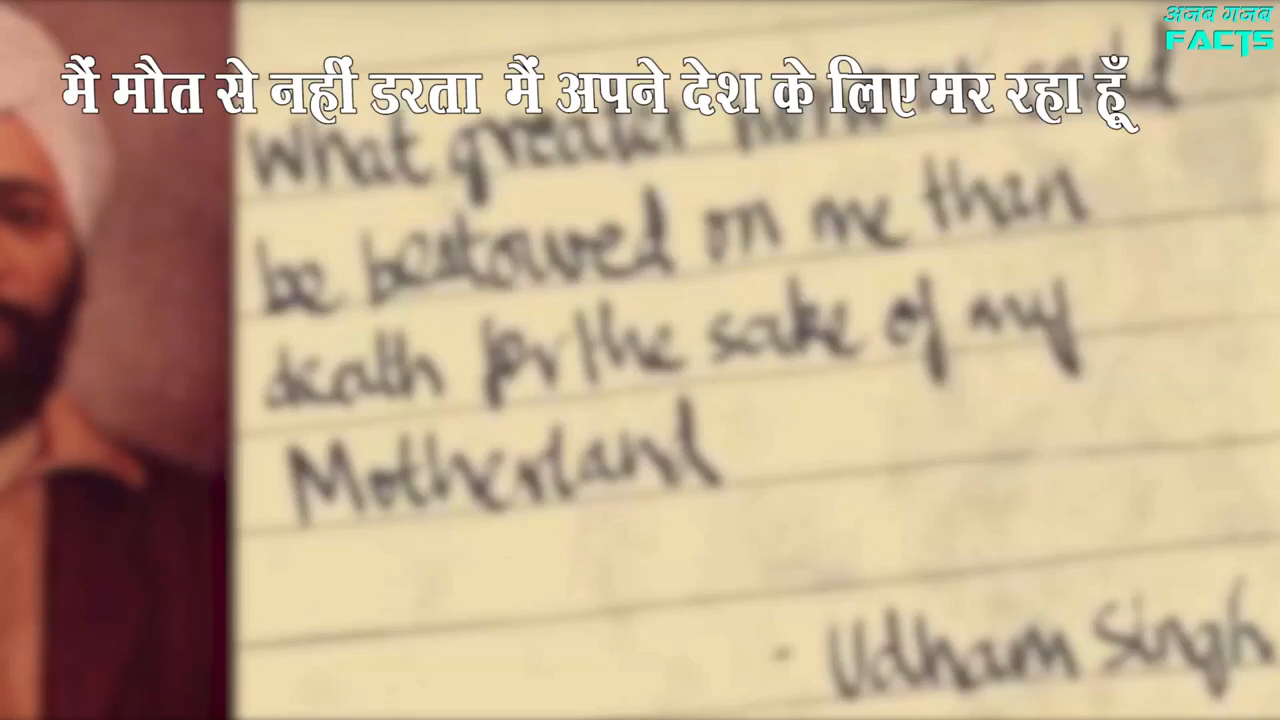 अजब गजब
FACTS
मैं मौत से नहीं डरता मैं अपने देश के लिए मर रहा हूँ
What greater
be bestowed on me than
death for the sake of my
Motherland
- Udham Singh